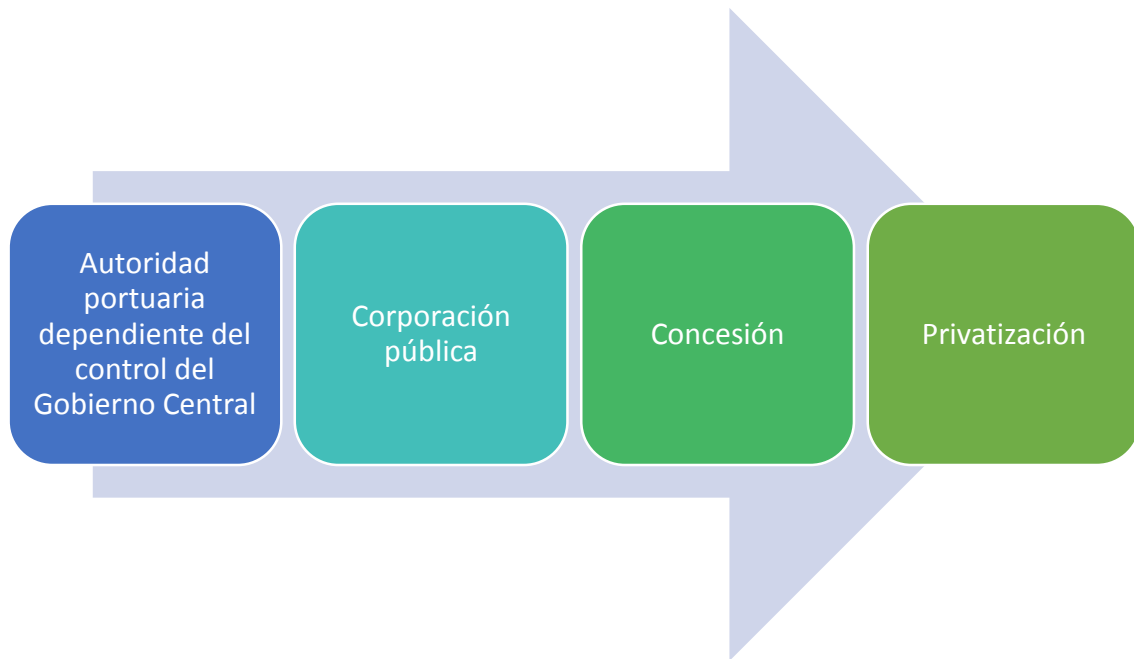 Autoridad
portuaria
dependiente del
control del
Gobierno Central
Corporación
pública
Concesión
Privatización